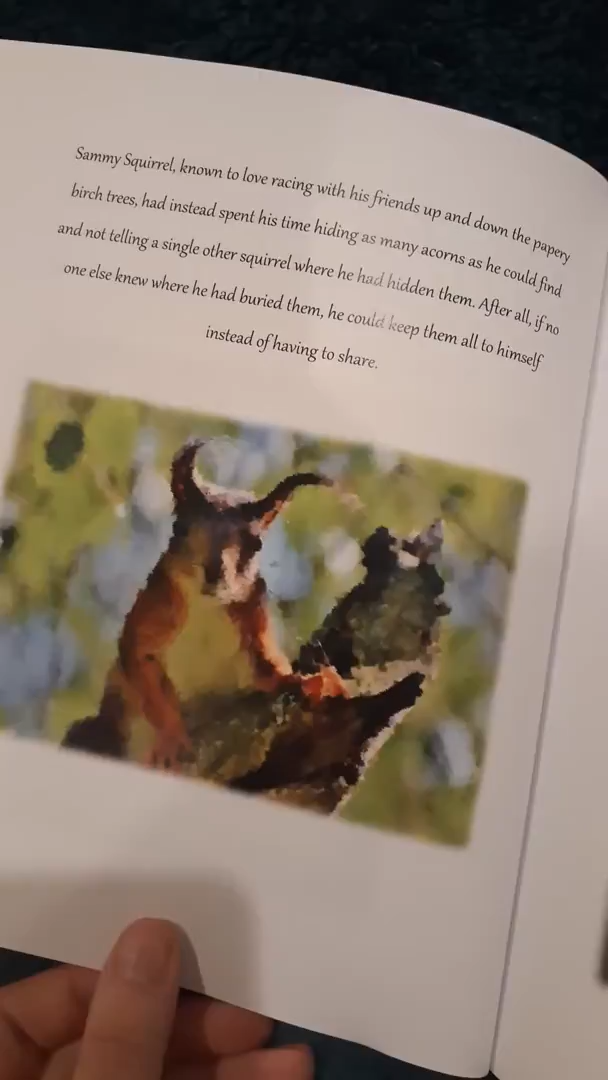 Sammy Squirrel, known to love racing with his friends up and down the papery
birch trees, had instead spent his time hiding as many acorns as he could find
and not telling a single other squirrel where he had hidden them. After all, if no
one else knew where he had buried them, he could keep them all to himself
instead of having to share.